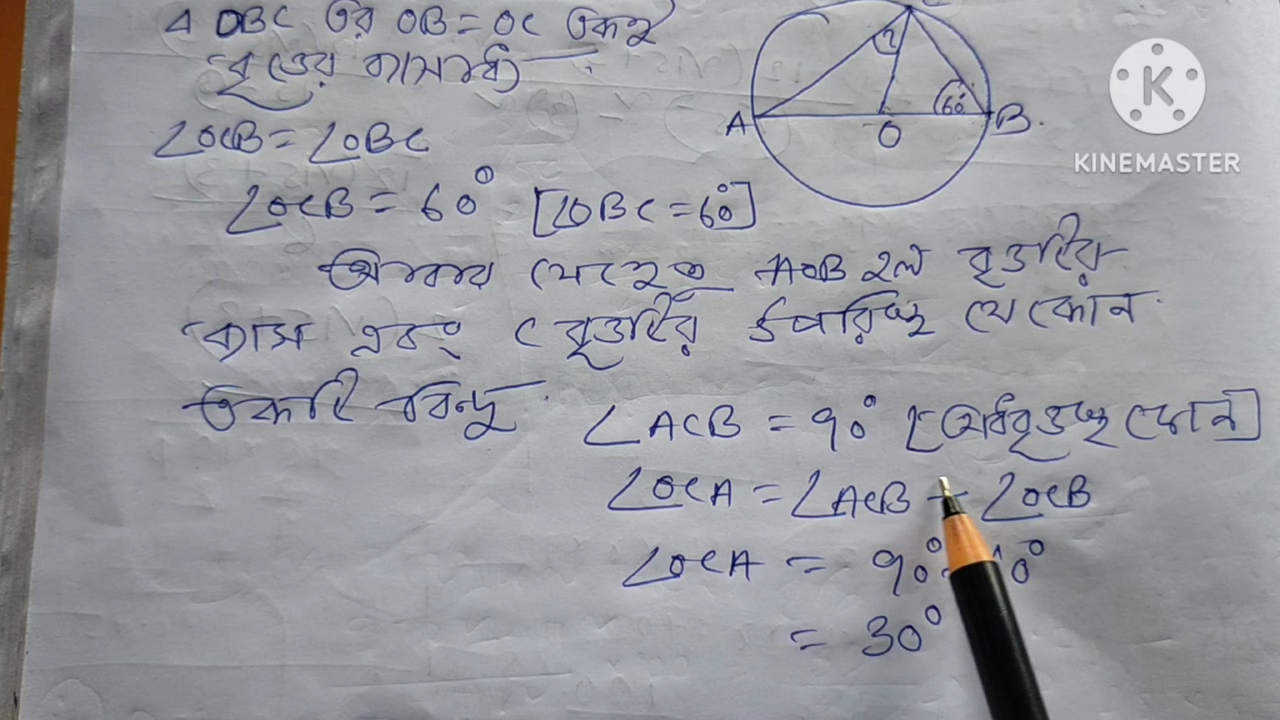 Δ OBC এর OB = OC একই
বৃত্তের ব্যাসার্ধ
∠OCB = ∠OBC
∠OCB = 60° [∠OBC = 60°]
আবার যেহেতু AOB হল বৃত্তটির
ব্যাস এবং C বৃত্তটির উপরিস্থ যে কোন
একটি বিন্দু.
∠ACB = 90° [অর্ধবৃত্তস্থ কোন]
∠OCA = ∠ACB - ∠OCB
∠OCA = 90°
= 30°
A O B.
60°
?
K
KINEMASTER